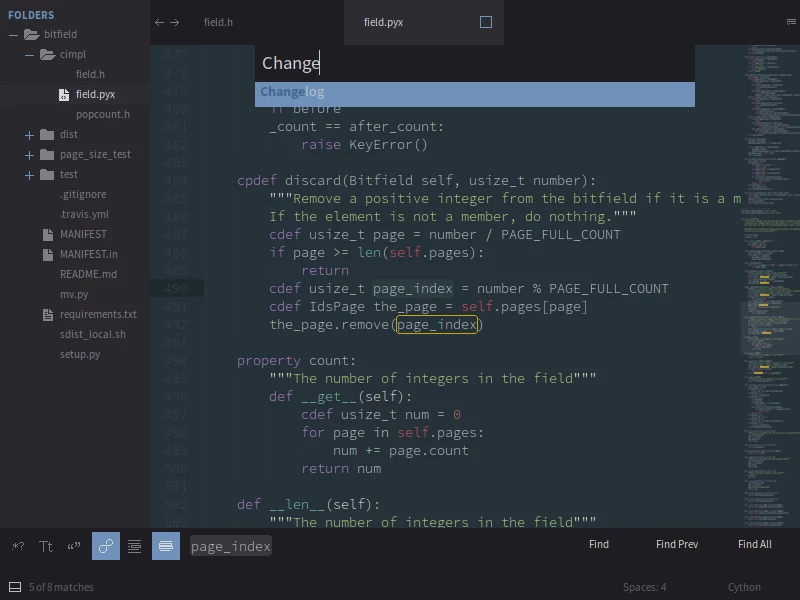 FOLDERS
bitfield
cimpl
field.h
field.pyx
popcount.h
dist
page_size_test
test
.gitignore
.travis.yml
MANIFEST
MANIFEST.in
README.md
mv.py
requirements.txt
sdist_local.sh
setup.py
field.h
field.pyx
Change
Changelog
477
478
479
480 if before
481 _count == after_count:
482 raise KeyError()
483
484 cpdef discard(Bitfield self, usize_t number):
485 """Remove a positive integer from the bitfield if it is a m
486 If the element is not a member, do nothing."""
487 cdef usize_t page = number / PAGE_FULL_COUNT
488 if page >= len(self.pages):
489 return
490 cdef usize_t page_index = number % PAGE_FULL_COUNT
491 cdef IdsPage the_page = self.pages[page]
492 the_page.remove(page_index)
493
494 property count:
495 """The number of integers in the field"""
496 def __get__(self):
497 cdef usize_t num = 0
498 for page in self.pages:
499 num += page.count
500 return num
501
502 def __len__(self):
503 """The number of integers in the field"""
.*? Tt “” page_index Find Find Prev Find All
5 of 8 matches Spaces: 4 Cython